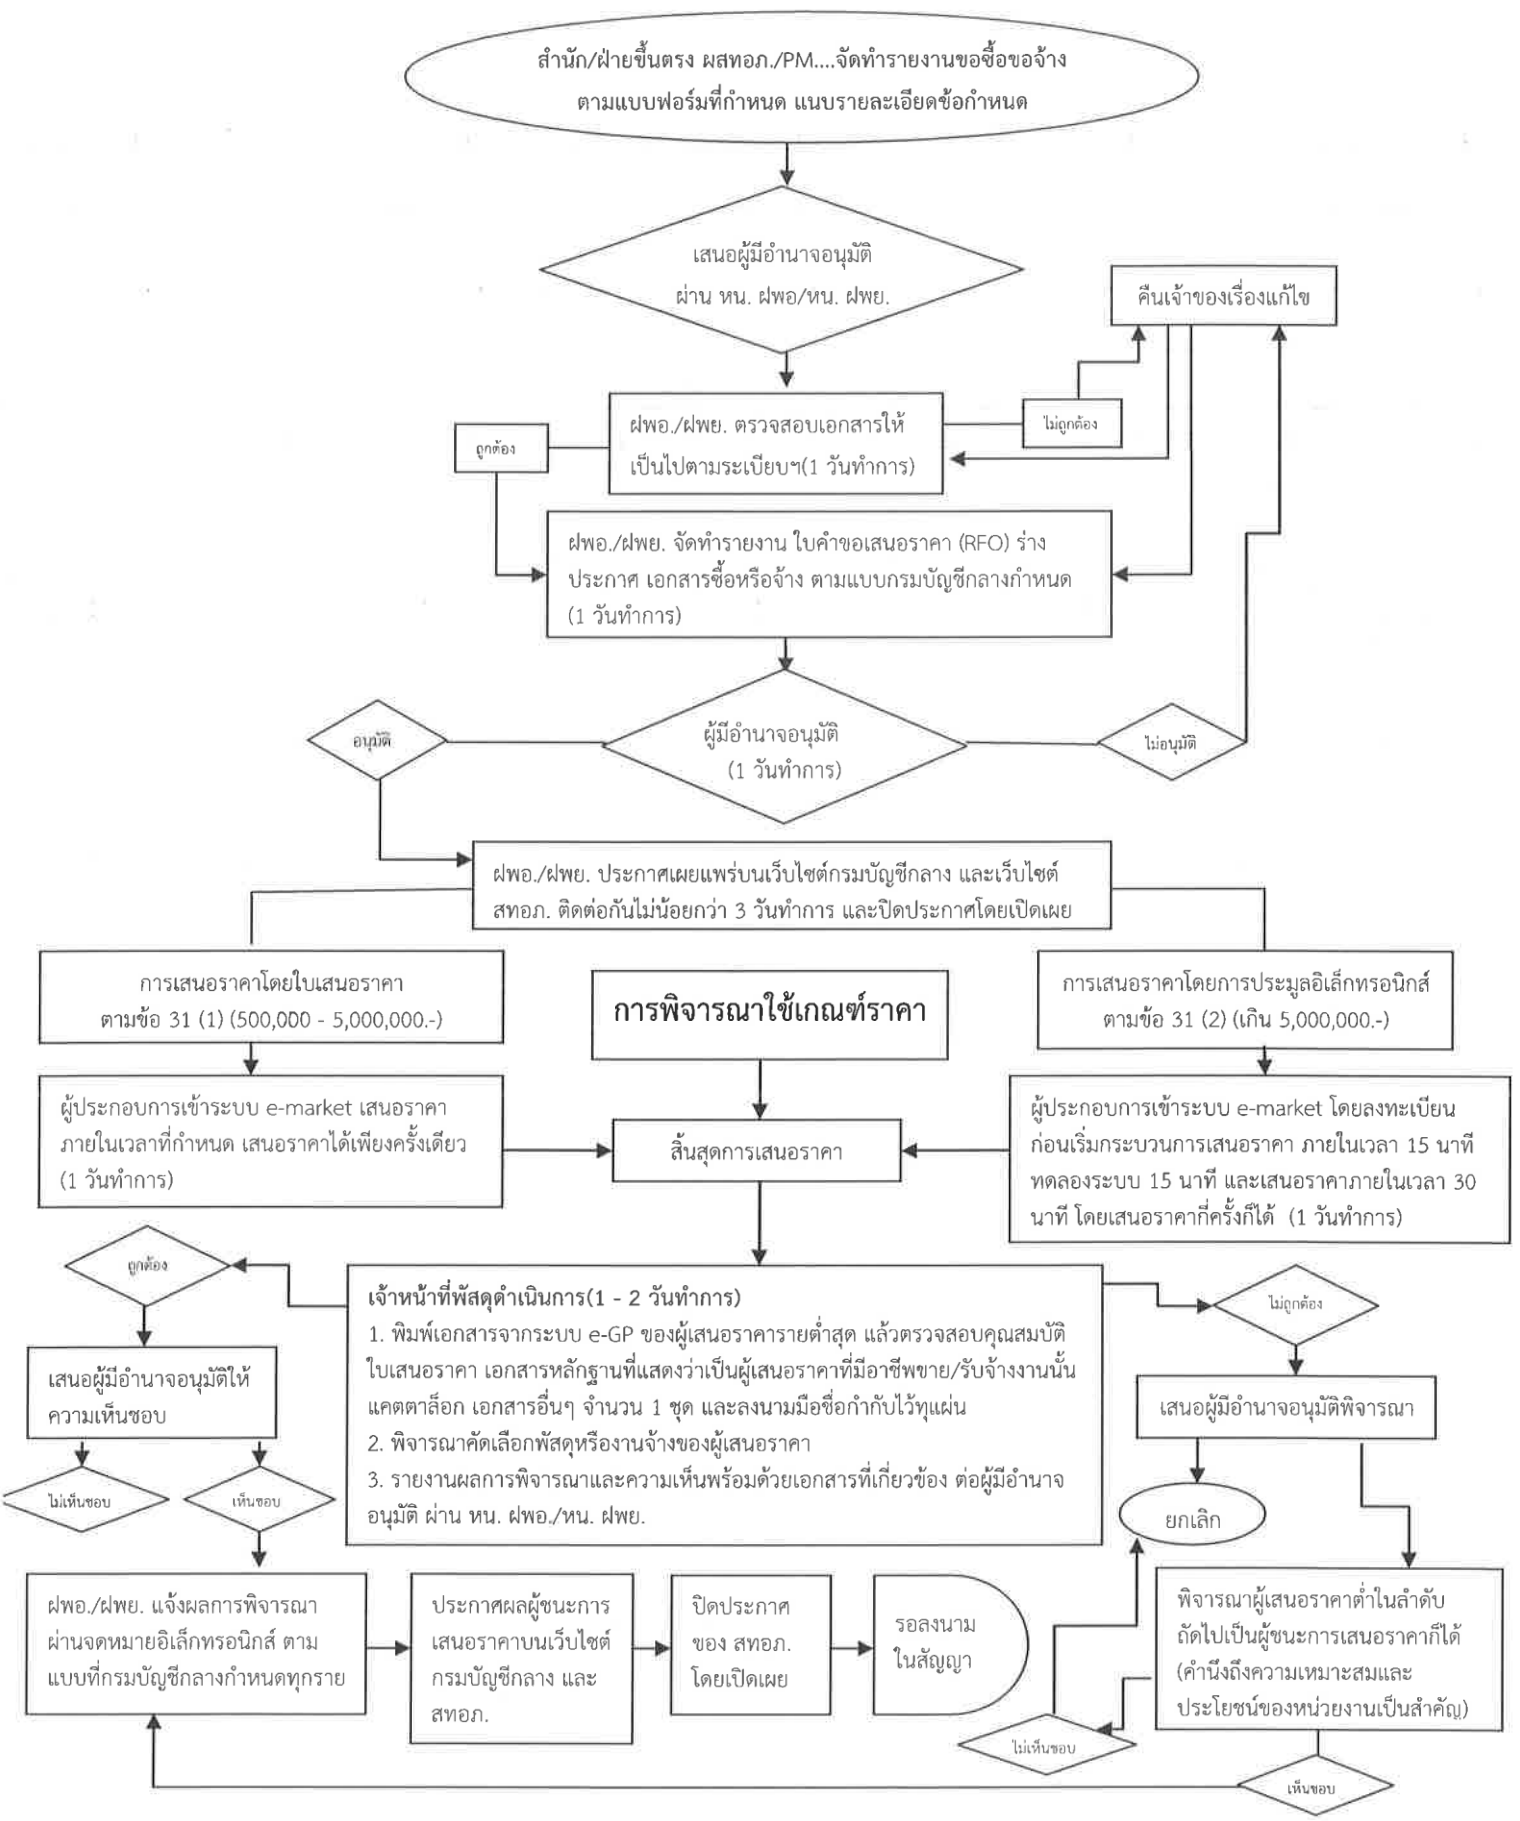 สำนัก/ฝ่ายขึ้นตรง ผสทอภ./PM....จัดทำรายงานขอซื้อขอจ้าง
ตามแบบฟอร์มที่กำหนด แนบรายละเอียดข้อกำหนด
เสนอผู้มีอำนาจอนุมัติ
ผ่าน หน. ฝพอ/หน. ฝพย.
คืนเจ้าของเรื่องแก้ไข
ฝพอ./ฝพย. ตรวจสอบเอกสารให้
เป็นไปตามระเบียบฯ(1 วันทำการ)
ไม่ถูกต้อง
ถูกต้อง
ฝพอ./ฝพย. จัดทำรายงาน ใบคำขอเสนอราคา (RFO) ร่าง
ประกาศ เอกสารซื้อหรือจ้าง ตามแบบกรมบัญชีกลางกำหนด
(1 วันทำการ)
อนุมัติ
ผู้มีอำนาจอนุมัติ
(1 วันทำการ)
ไม่อนุมัติ
ฝพอ./ฝพย. ประกาศเผยแพร่บนเว็บไซต์กรมบัญชีกลาง และเว็บไซต์
สทอภ. ติดต่อกันไม่น้อยกว่า 3 วันทำการ และปิดประกาศโดยเปิดเผย
การเสนอราคาโดยใบเสนอราคา
ตามข้อ 31 (1) (500,000 - 5,000,000.-)
การพิจารณาใช้เกณฑ์ราคา
การเสนอราคาโดยการประมูลอิเล็กทรอนิกส์
ตามข้อ 31 (2) (เกิน 5,000,000.-)
ผู้ประกอบการเข้าระบบ e-market เสนอราคา
ภายในเวลาที่กำหนด เสนอราคาได้เพียงครั้งเดียว
(1 วันทำการ)
สิ้นสุดการเสนอราคา
ผู้ประกอบการเข้าระบบ e-market โดยลงทะเบียน
ก่อนเริ่มกระบวนการเสนอราคา ภายในเวลา 15 นาที
ทดลองระบบ 15 นาที และเสนอราคาภายในเวลา 30
นาที โดยเสนอราคากี่ครั้งก็ได้ (1 วันทำการ)
ถูกต้อง
เจ้าหน้าที่พัสดุดำเนินการ(1 - 2 วันทำการ)
1. พิมพ์เอกสารจากระบบ e-GP ของผู้เสนอราคารายต่ำสุด แล้วตรวจสอบคุณสมบัติ
ใบเสนอราคา เอกสารหลักฐานที่แสดงว่าเป็นผู้เสนอราคาที่มีอาชีพขาย/รับจ้างงานนั้น
แคตตาล็อก เอกสารอื่นๆ จำนวน 1 ชุด และลงนามมือชื่อกำกับไว้ทุแผ่น
2. พิจารณาคัดเลือกพัสดุหรืองานจ้างของผู้เสนอราคา
3. รายงานผลการพิจารณาและความเห็นพร้อมด้วยเอกสารที่เกี่ยวข้อง ต่อผู้มีอำนาจ
อนุมัติ ผ่าน หน. ฝพอ./หน. ฝพย.
ไม่ถูกต้อง
เสนอผู้มีอำนาจอนุมัติให้
ความเห็นชอบ
เสนอผู้มีอำนาจอนุมัติพิจารณา
ไม่เห็นชอบ
เห็นชอบ
ยกเลิก
ฝพอ./ฝพย. แจ้งผลการพิจารณา
ผ่านจดหมายอิเล็กทรอนิกส์ ตาม
แบบที่กรมบัญชีกลางกำหนดทุกราย
ประกาศผลผู้ชนะการ
เสนอราคาบนเว็บไซต์
กรมบัญชีกลาง และ
สทอภ.
ปิดประกาศ
ของ สทอภ.
โดยเปิดเผย
รอลงนาม
ในสัญญา
พิจารณาผู้เสนอราคาต่ำในลำดับ
ถัดไปเป็นผู้ชนะการเสนอราคาก็ได้
(คำนึงถึงความเหมาะสมและ
ประโยชน์ของหน่วยงานเป็นสำคัญ)
ไม่เห็นชอบ
เห็นชอบ